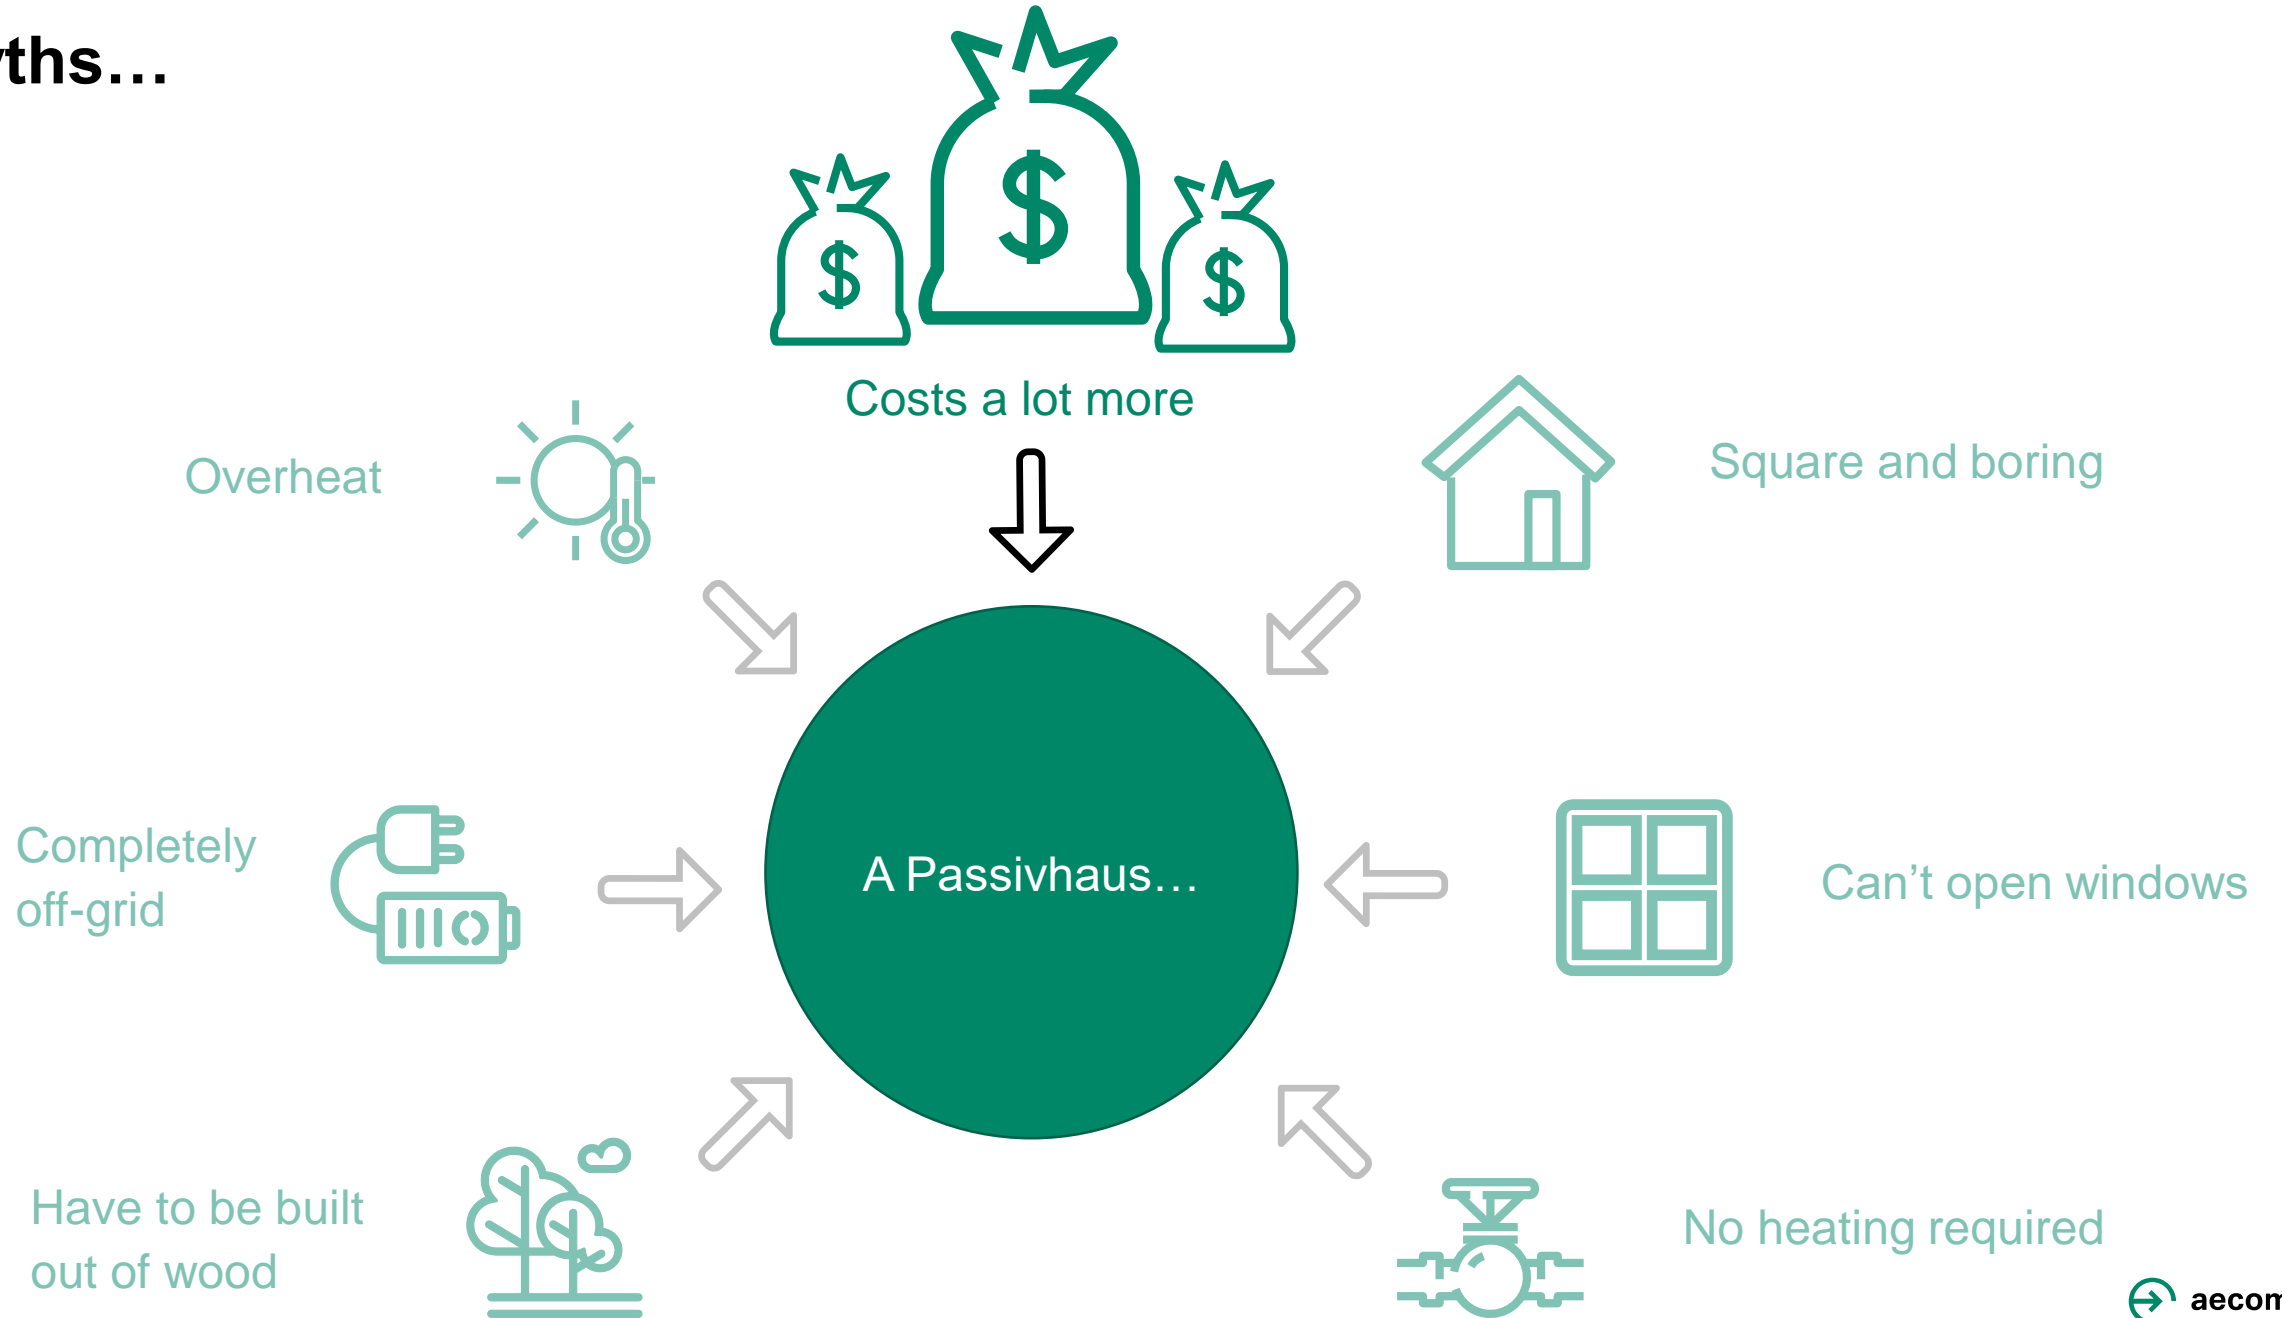 yths…
Costs a lot more
Overheat
Square and boring
Completely
off-grid
A Passivhaus…
Can’t open windows
Have to be built
out of wood
No heating required
aecom